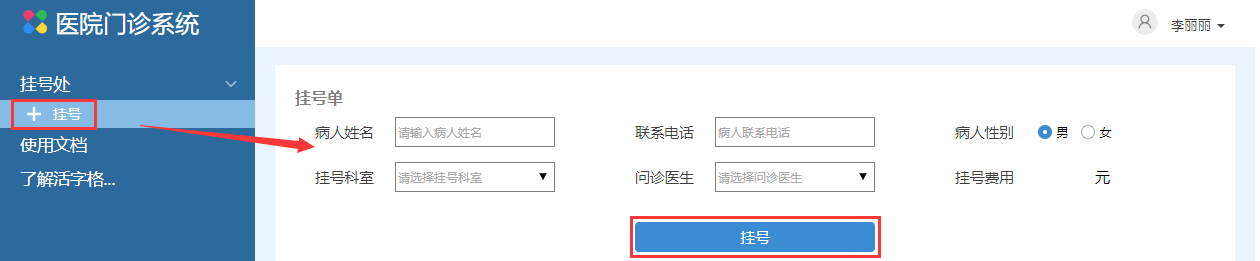 医院门诊系统
李丽丽
挂号处
挂号
使用文档
了解活字格...
挂号单
病人姓名 请输入病人姓名 联系电话 病人联系电话 病人性别 男 女
挂号科室 请选择挂号科室 问诊医生 请选择问诊医生 挂号费用 元
挂号